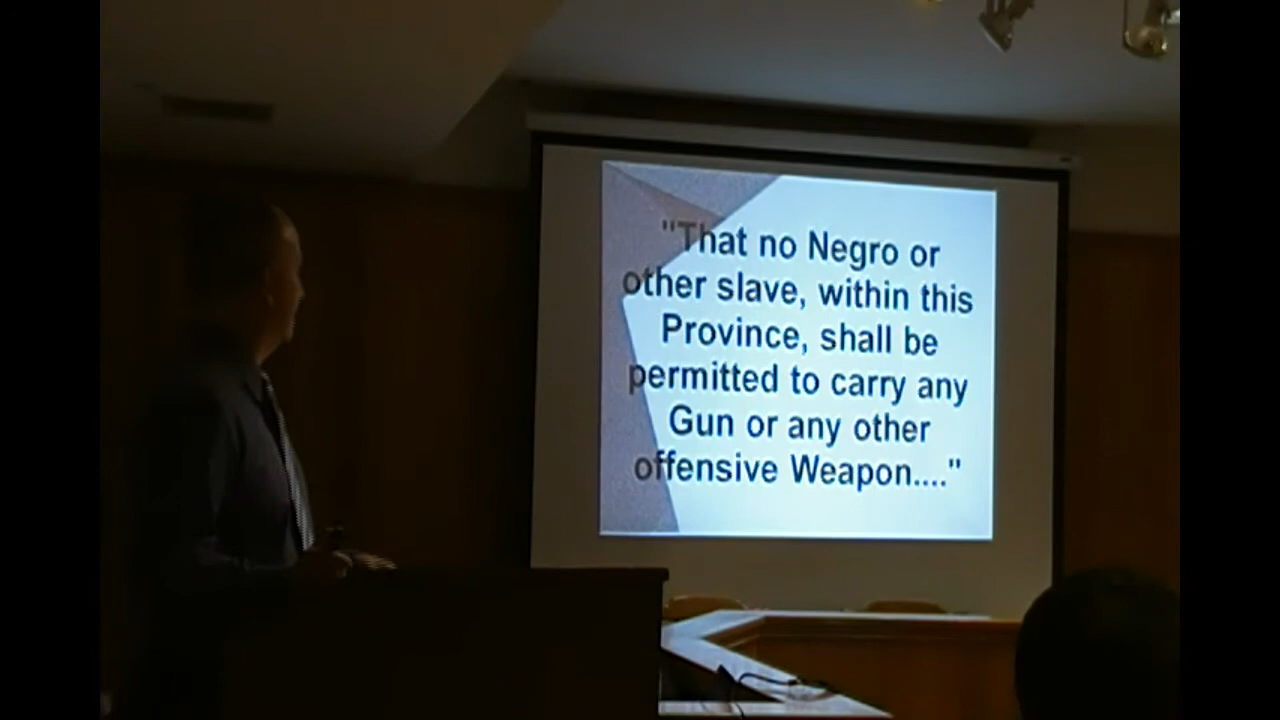 "That no Negro or
other slave, within this
Province, shall be
permitted to carry any
Gun or any other
offensive Weapon...."